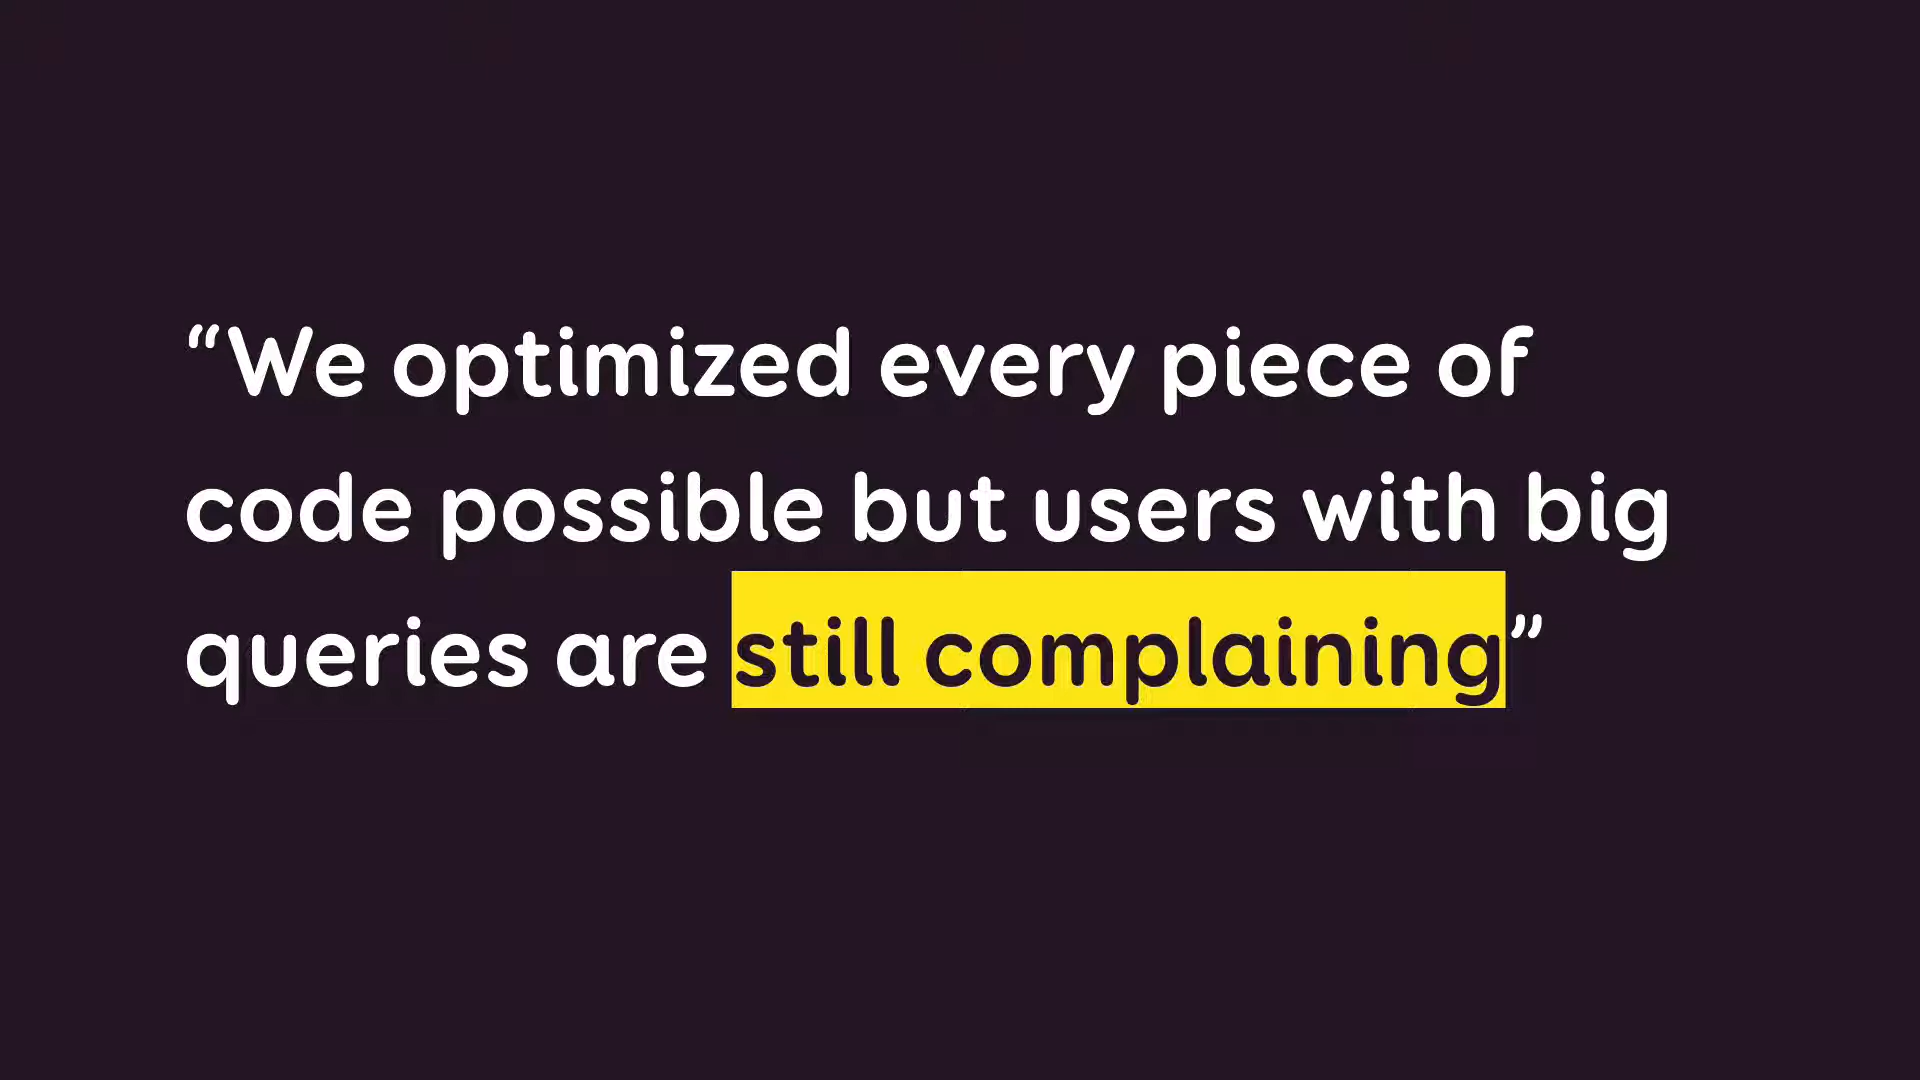 “We optimized every piece of
code possible but users with big
queries are still complaining”